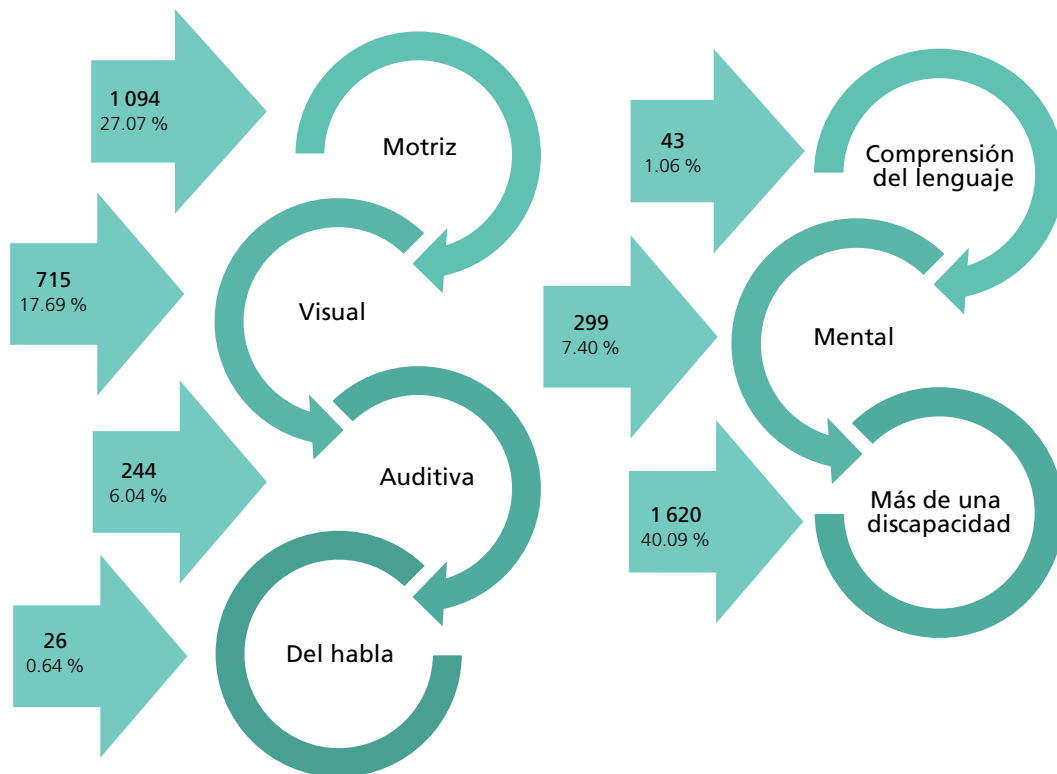 1 094
27.07 %
Motriz
715
17.69 %
Visual
244
6.04 %
Auditiva
26
0.64 %
Del habla
43
1.06 %
Comprensión
del lenguaje
299
7.40 %
Mental
1 620
40.09 %
Más de una
discapacidad